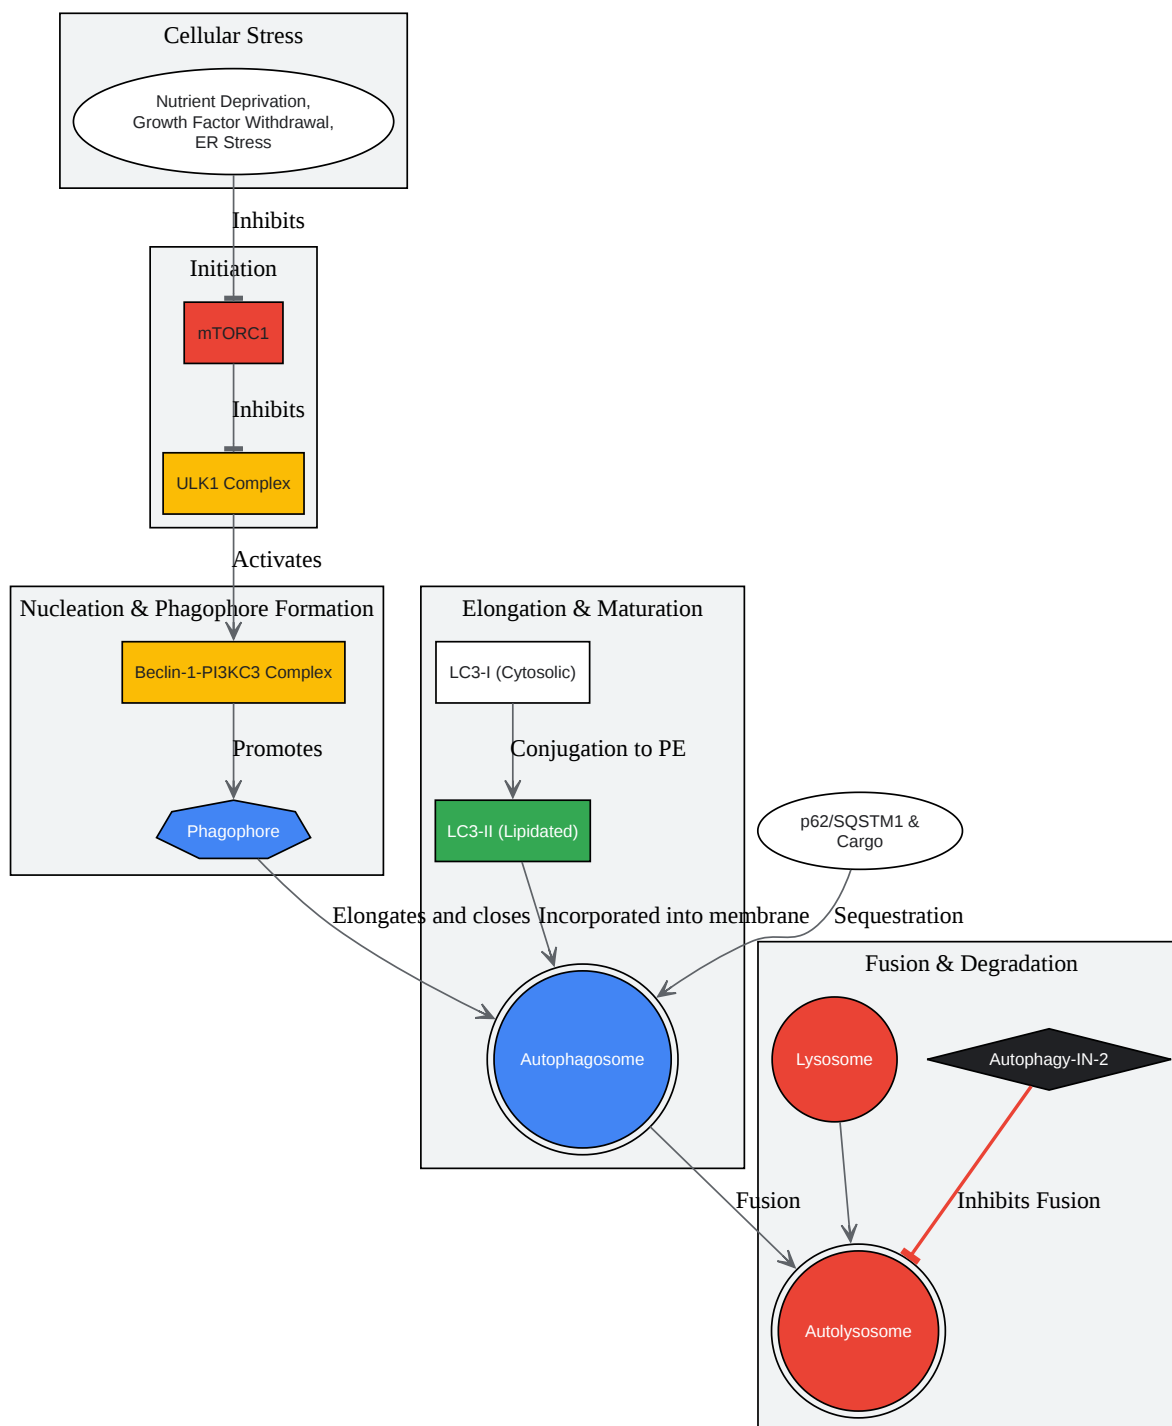 Cellular Stress
Nutrient Deprivation,
Growth Factor Withdrawal,
ER Stress
Inhibits
Initiation
mTORC1
Inhibits
ULK1 Complex
Activates
Nucleation & Phagophore Formation
Beclin-1-PI3KC3 Complex
Promotes
Phagophore
Elongates and closes
Elongation & Maturation
LC3-I (Cytosolic)
Conjugation to PE
LC3-II (Lipidated)
Incorporated into membrane
p62/SQSTM1 &
Cargo
Sequestration
Autophagosome
Fusion
Fusion & Degradation
Lysosome
Autophagy-IN-2
Inhibits Fusion
Autolysosome